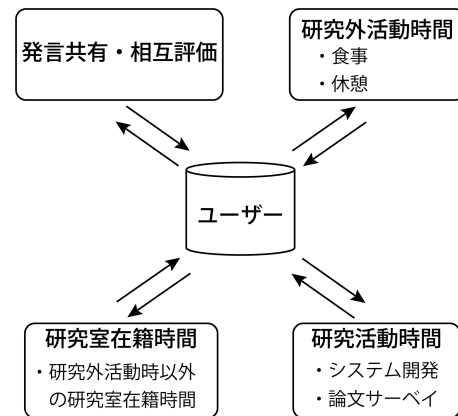 発言共有・相互評価
研究外活動時間
・食事
・休憩
ユーザー
研究室在籍時間
・研究外活動時以外
の研究室在籍時間
研究活動時間
・システム開発
・論文サーベイ